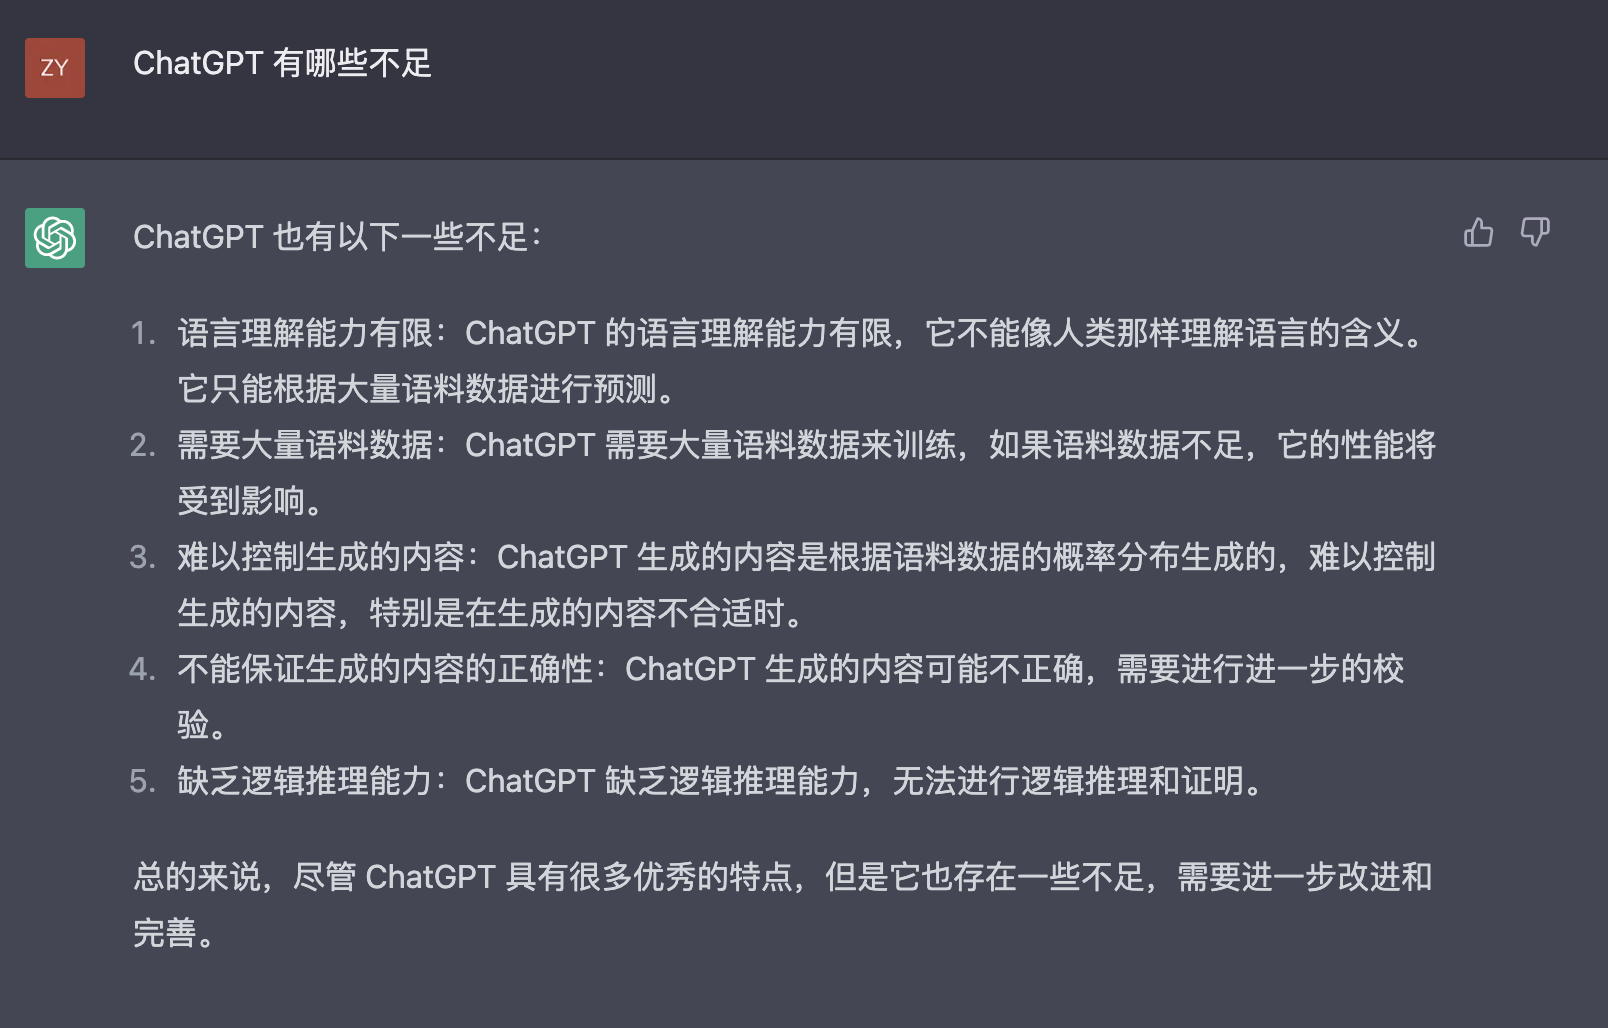 ZY
ChatGPT 有哪些不足
ChatGPT 也有以下一些不足：
1. 语言理解能力有限：ChatGPT 的语言理解能力有限，它不能像人类那样理解语言的含义。
它只能根据大量语料数据进行预测。
2. 需要大量语料数据：ChatGPT 需要大量语料数据来训练，如果语料数据不足，它的性能将
受到影响。
3. 难以控制生成的内容：ChatGPT 生成的内容是根据语料数据的概率分布生成的，难以控制
生成的内容，特别是在生成的内容不合适时。
4. 不能保证生成的内容的正确性：ChatGPT 生成的内容可能不正确，需要进行进一步的校
验。
5. 缺乏逻辑推理能力：ChatGPT 缺乏逻辑推理能力，无法进行逻辑推理和证明。
总的来说，尽管 ChatGPT 具有很多优秀的特点，但是它也存在一些不足，需要进一步改进和
完善。